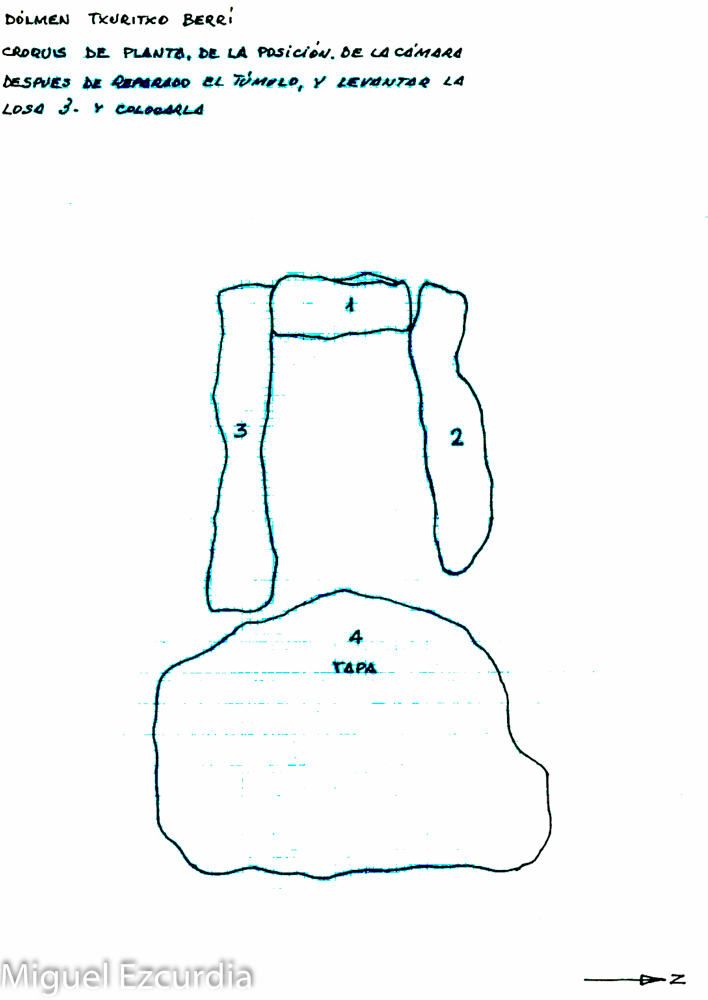 DÓLMEN TXURITXO BERRI
CROQUIS DE PLANTA, DE LA POSICIÓN. DE LA CÁMARA
DESPUES DE REPARADO EL TÚMULO, Y LEVANTAR LA
LOSA 3. Y COLOCARLA
1
3
2
4
TAPA
Miguel Ezcurdia
N